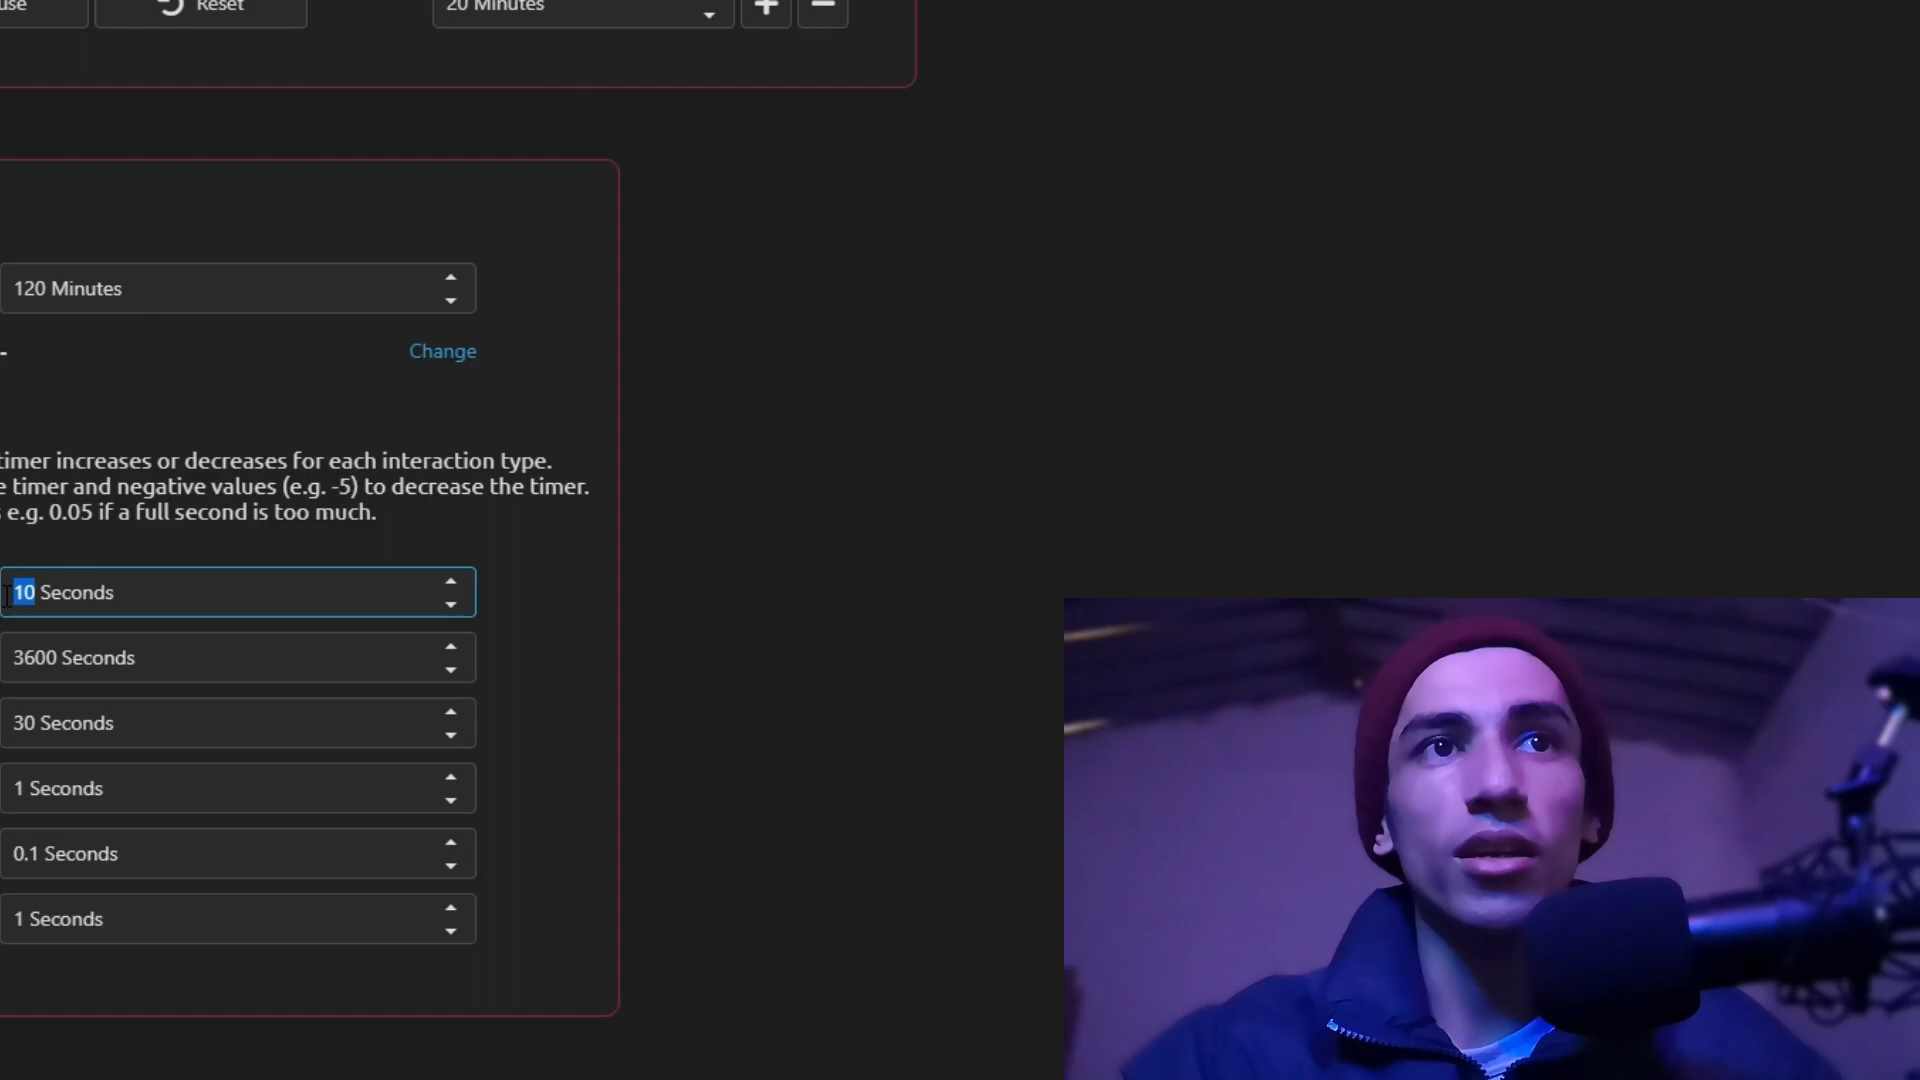 Reset
20 Minutes
120 Minutes
Change
timer increases or decreases for each interaction type.
timer and negative values (e.g. -5) to decrease the timer.
e.g. 0.05 if a full second is too much.
10 Seconds
3600 Seconds
30 Seconds
1 Seconds
0.1 Seconds
1 Seconds